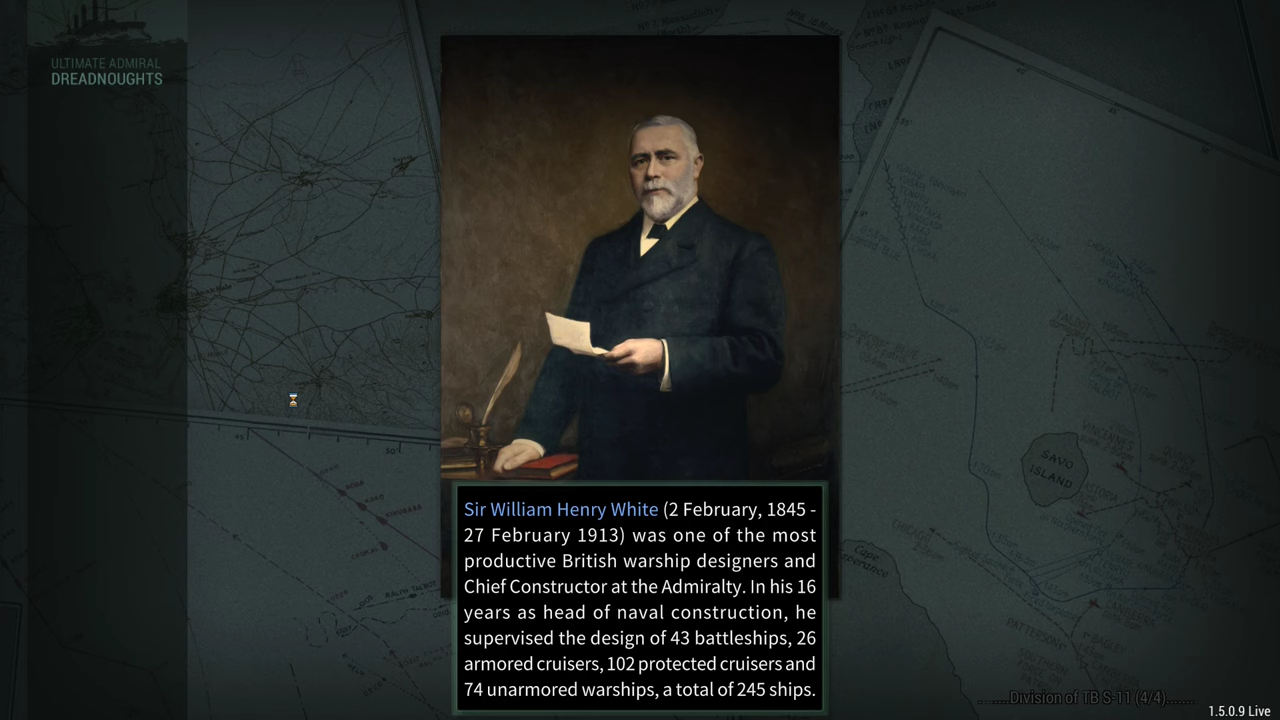 ULTIMATE ADMIRAL
DREADNOUGHTS
SAVO
ISLAND
Cape
Sir William Henry White (2 February, 1845 -
27 February 1913) was one of the most
productive British warship designers and
Chief Constructor at the Admiralty. In his 16
years as head of naval construction, he
supervised the design of 43 battleships, 26
armored cruisers, 102 protected cruisers and
74 unarmored warships, a total of 245 ships.
Division of TB S-11 (4/4)
1.5.0.9 Live